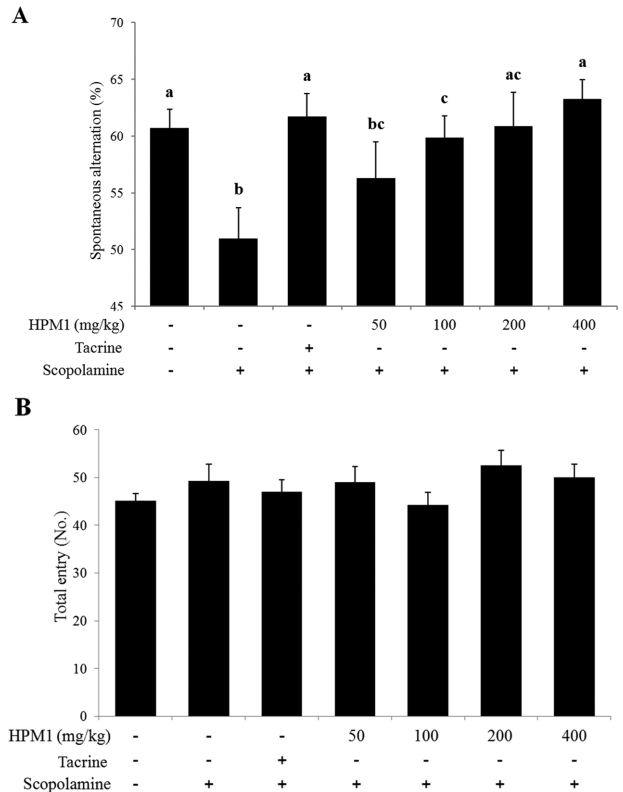 A
70
65
60
55
50
45
Spontaneous alternation (%)
a
b
a
bc
c
ac
a
HPM1 (mg/kg) - - - 50 100 200 400
Tacrine - - + - - - -
Scopolamine - + + + + + +
B
60
50
40
30
20
10
0
Total entry (No.)
HPM1 (mg/kg) - - - 50 100 200 400
Tacrine - - + - - - -
Scopolamine - + + + + + +